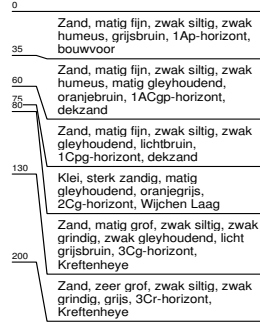 0
Zand, matig fijn, zwak siltig, zwak
humeus, grijsbruin, 1Ap-horizont,
bouwvoor
35
Zand, matig fijn, zwak siltig, zwak
humeus, matig gleyhoudend,
oranjebruin, 1ACgp-horizont,
dekzand
60
Zand, matig fijn, zwak siltig, zwak
gleyhoudend, lichtbruin,
1Cpg-horizont, dekzand
75
Klei, sterk zandig, matig
gleyhoudend, oranjegrijs,
2Cg-horizont, Wijchen Laag
80
Zand, matig grof, zwak siltig, zwak
grindig, zwak gleyhoudend, licht
grijsbruin, 3Cg-horizont,
Kreftenheye
130
Zand, zeer grof, zwak siltig, zwak
grindig, grijs, 3Cr-horizont,
Kreftenheye
200